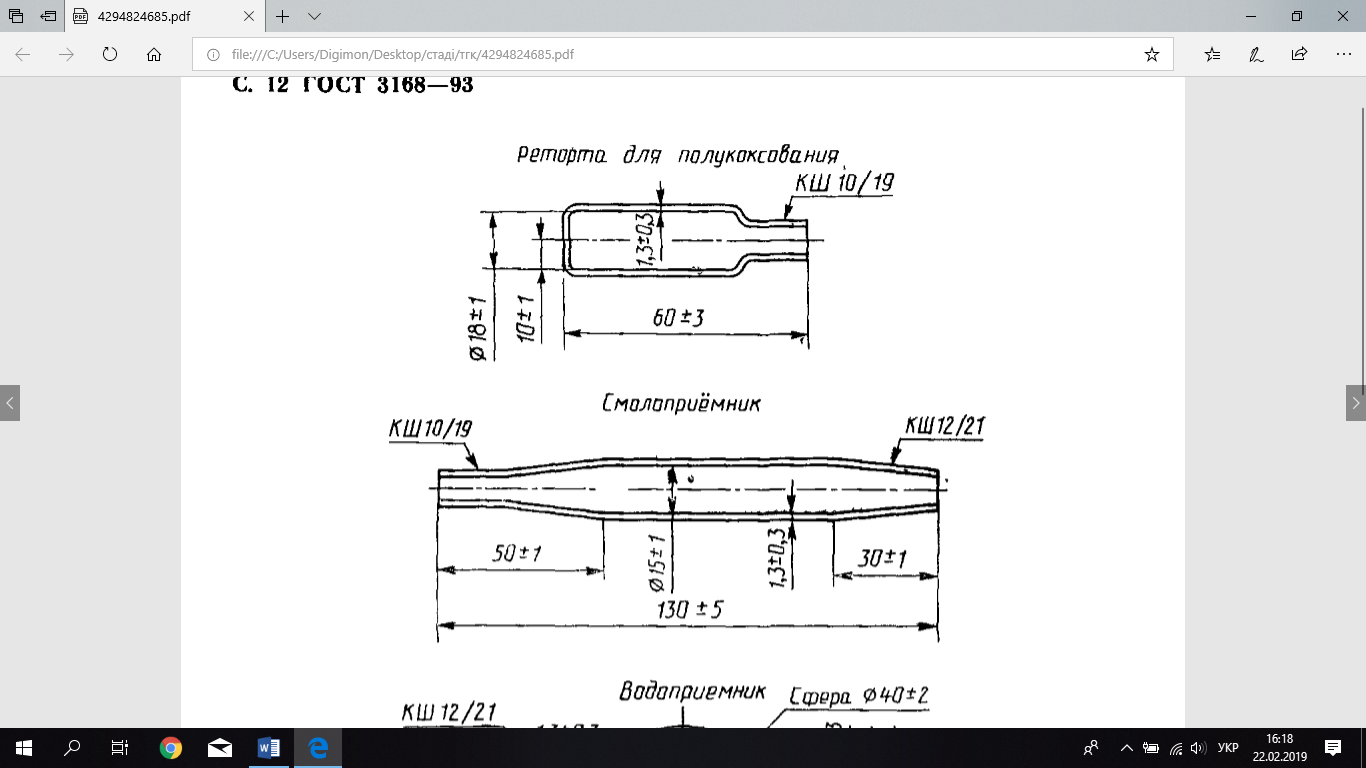 4294824685.pdf
file:///C:/Users/Digimon/Desktop/стаді/тгк/4294824685.pdf
С. 12 ГОСТ 3168—93
Реторта для полукоксования
КШ 10/19
1,3±0,3
Ø18±1
10±1
60±3
Смолоприёмник
КШ10/19
КШ12/21
50±1
Ø15±1
1,3±0,3
30±1
130±5
Водоприемник
Сфера Ø40±2
КШ 12/21
УКР
16:18
22.02.2019